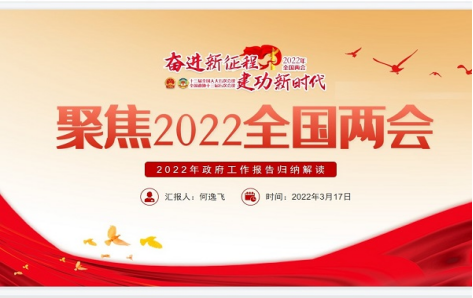 奋进新征程
2022年
全国两会
建功新时代
聚焦2022全国两会
2022年政府工作报告归纳解读
汇报人：何逸飞
时间：2022年3月17日